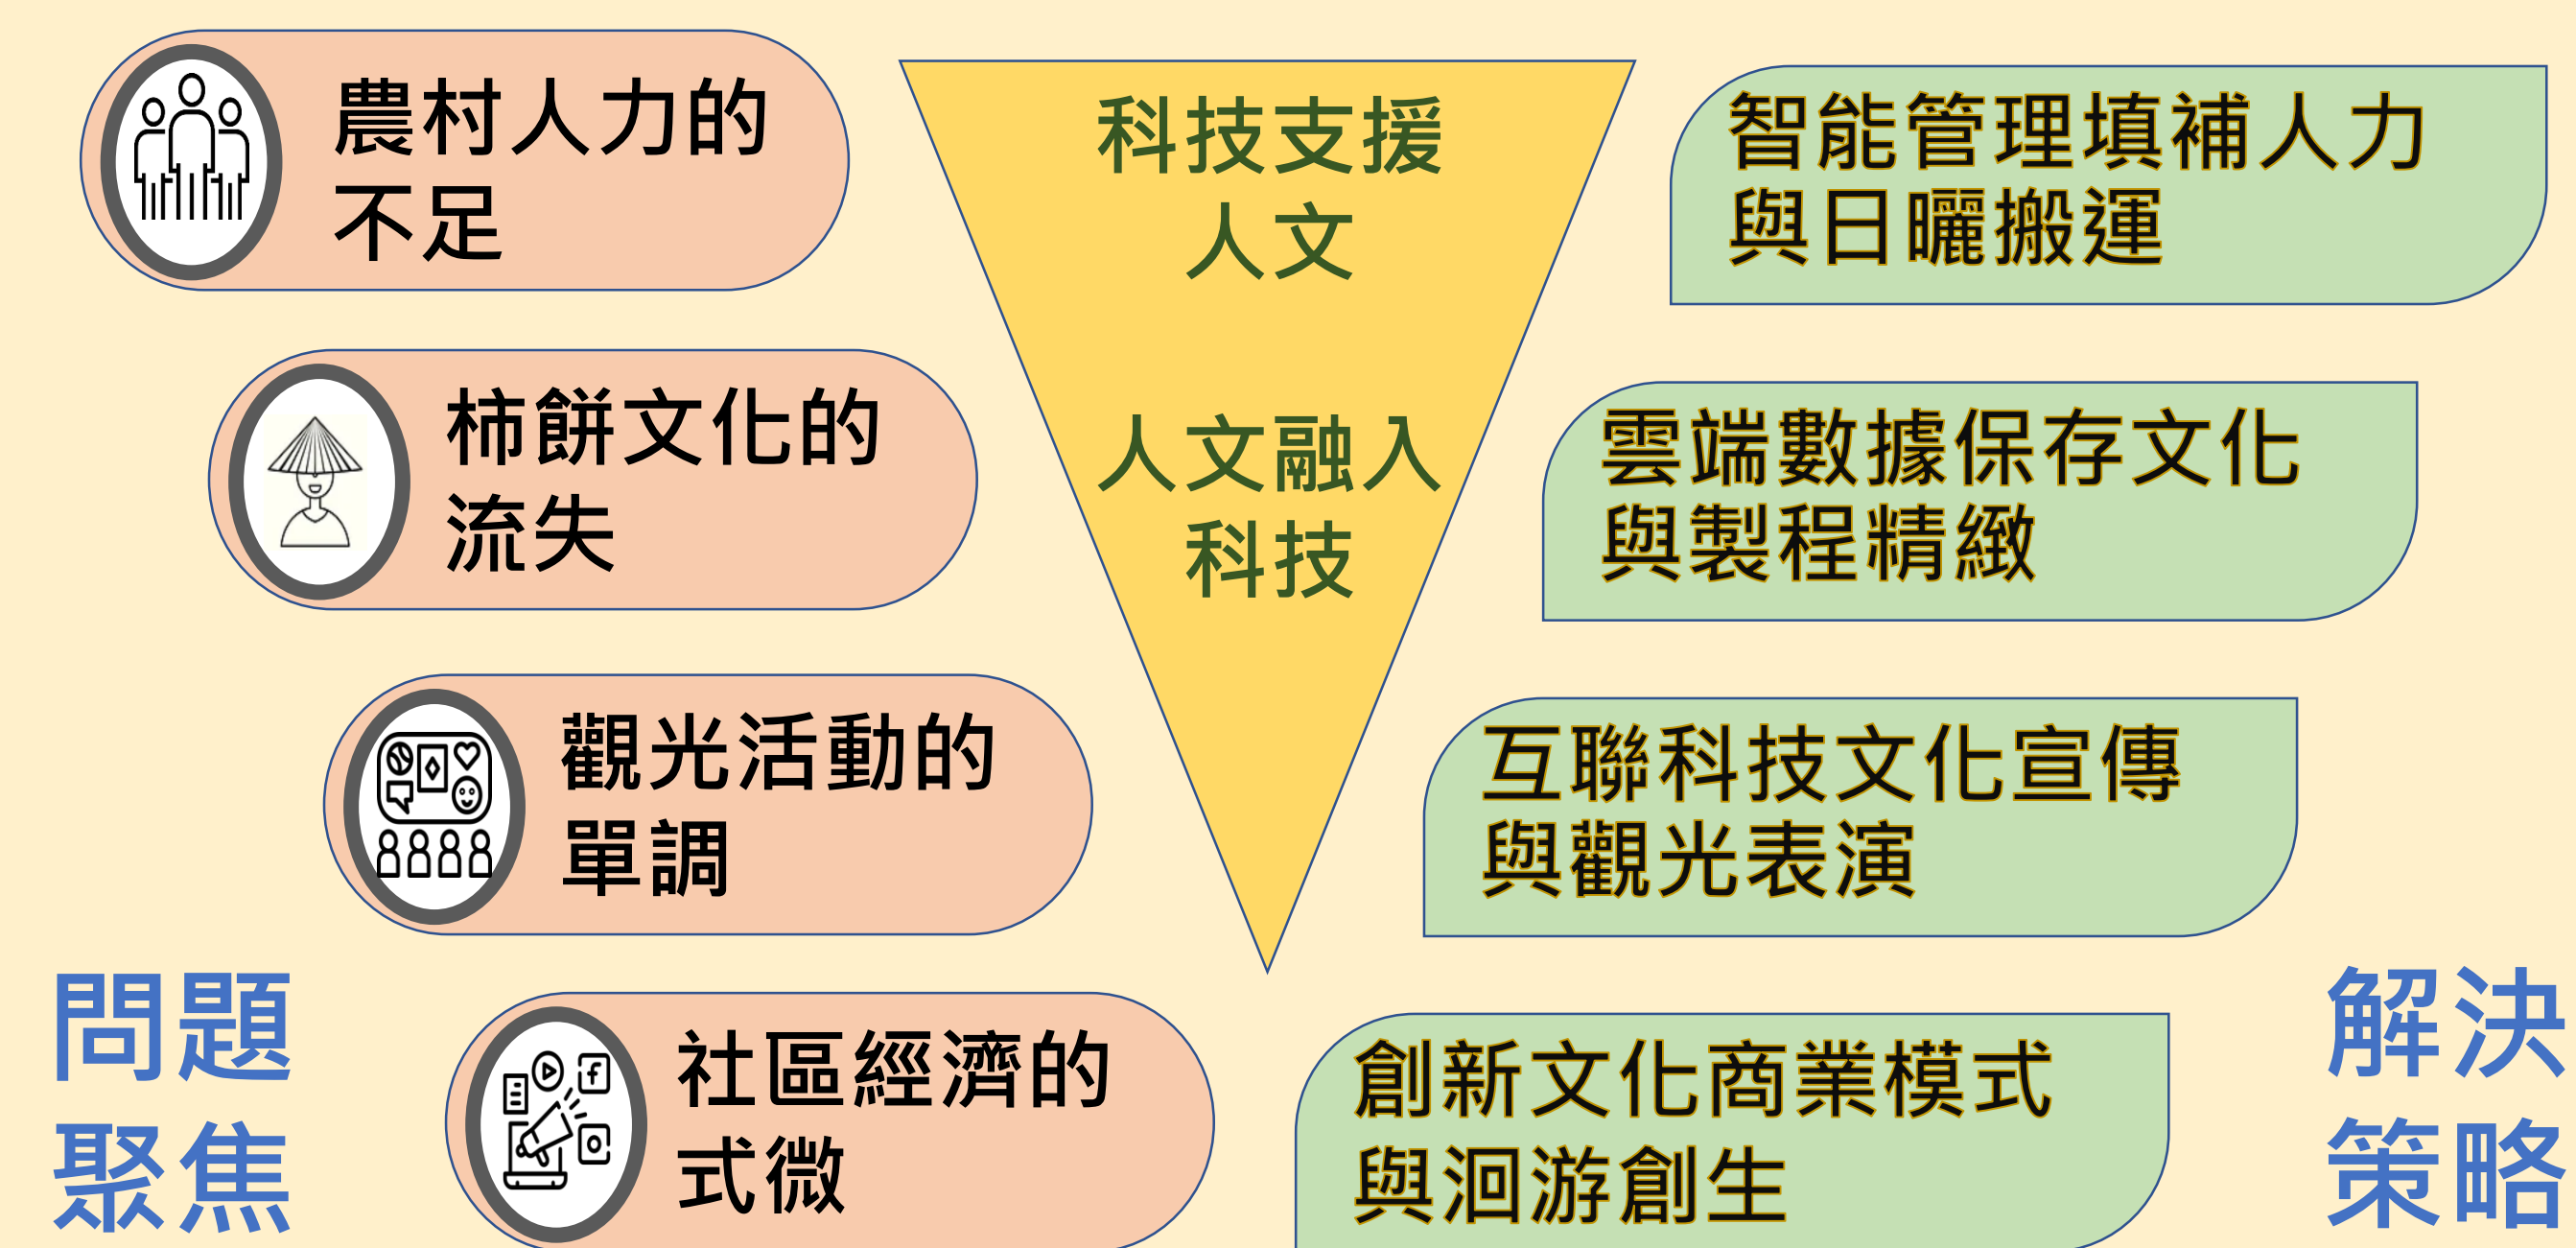 農村人力的
不足
柿餅文化的
流失
觀光活動的
單調
社區經濟的
式微
問題
聚焦
科技支援
人文
人文融入
科技
智能管理填補人力
與日曬搬運
雲端數據保存文化
與製程精緻
互聯科技文化宣傳
與觀光表演
創新文化商業模式
與洄游創生
解決
策略